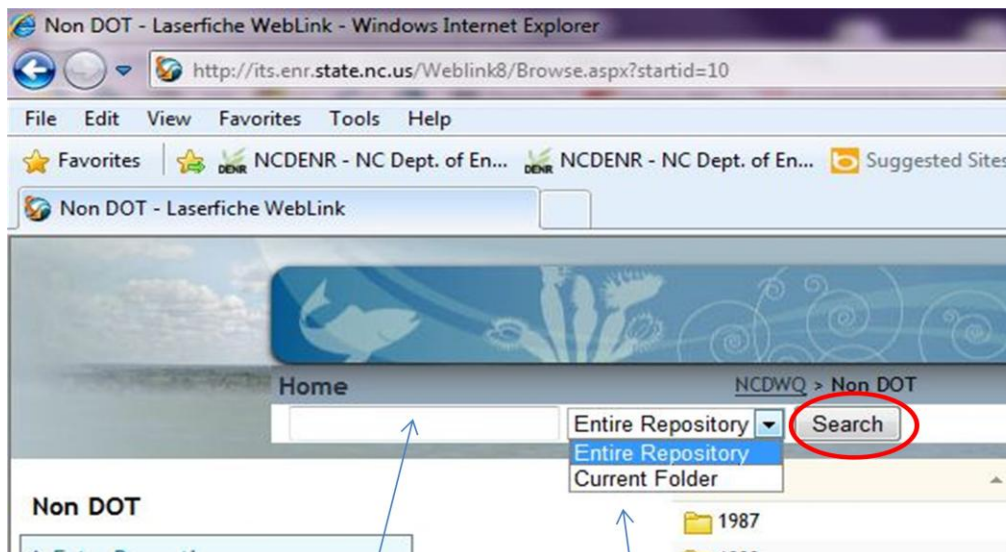 Non DOT - Laserfiche WebLink - Windows Internet Explorer
http://its.enr.state.nc.us/Weblink8/Browse.aspx?startid=10
File Edit View Favorites Tools Help
Favorites DENR NCDENR - NC Dept. of En... DENR NCDENR - NC Dept. of En... Suggested Sites
Non DOT - Laserfiche WebLink
Home NCDWQ > Non DOT
Entire Repository Search
Entire Repository
Current Folder
Non DOT
1987